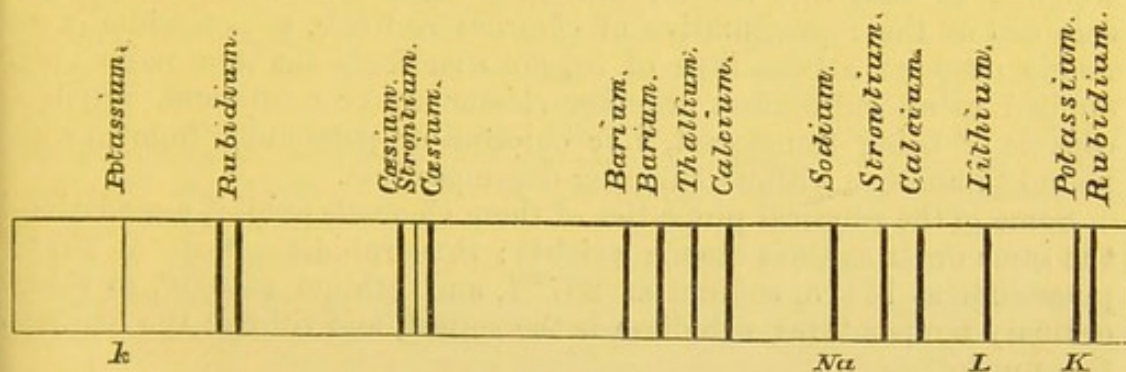 Potassium.
Rubidium.
Cæsium.
Strontium.
Cæsium.
Barium.
Barium.
Thallium.
Calcium.
Sodium.
Strontium.
Calcium.
Lithium.
Potassium.
Rubidium.
k
Na
L
K